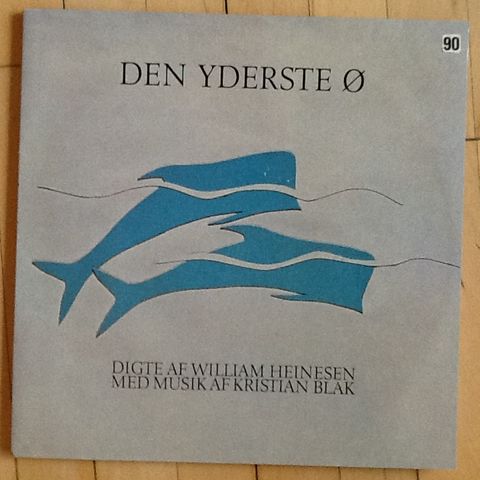 90
DEN YDERSTE Ø
DIGTE AF WILLIAM HEINESEN
MED MUSIK AF KRISTIAN BLAK